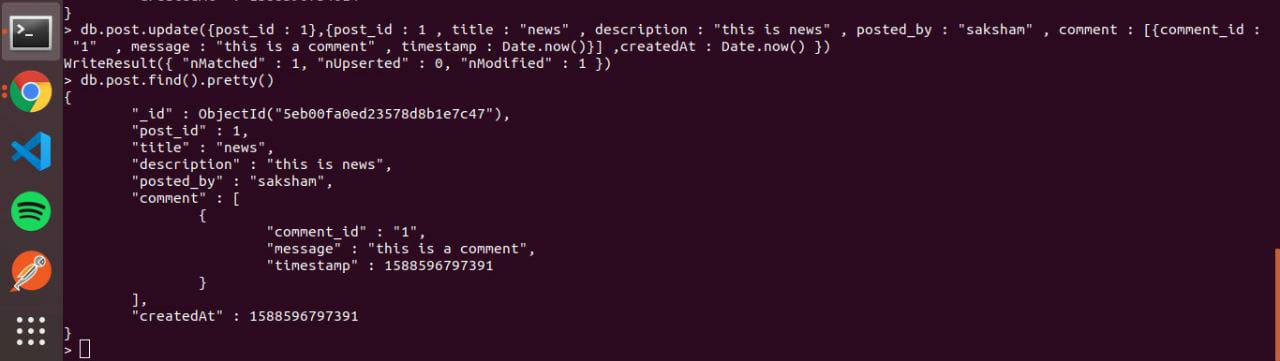 }
> db.post.update({post_id : 1},{post_id : 1 , title : "news" , description : "this is news" , posted_by : "saksham" , comment : [{comment_id :
"1"  , message : "this is a comment" , timestamp : Date.now()}] ,createdAt : Date.now() })
WriteResult({ "nMatched" : 1, "nUpserted" : 0, "nModified" : 1 })
> db.post.find().pretty()
{
        "_id" : ObjectId("5eb00fa0ed23578d8b1e7c47"),
        "post_id" : 1,
        "title" : "news",
        "description" : "this is news",
        "posted_by" : "saksham",
        "comment" : [
                {
                        "comment_id" : "1",
                        "message" : "this is a comment",
                        "timestamp" : 1588596797391
                }
        ],
        "createdAt" : 1588596797391
}
>